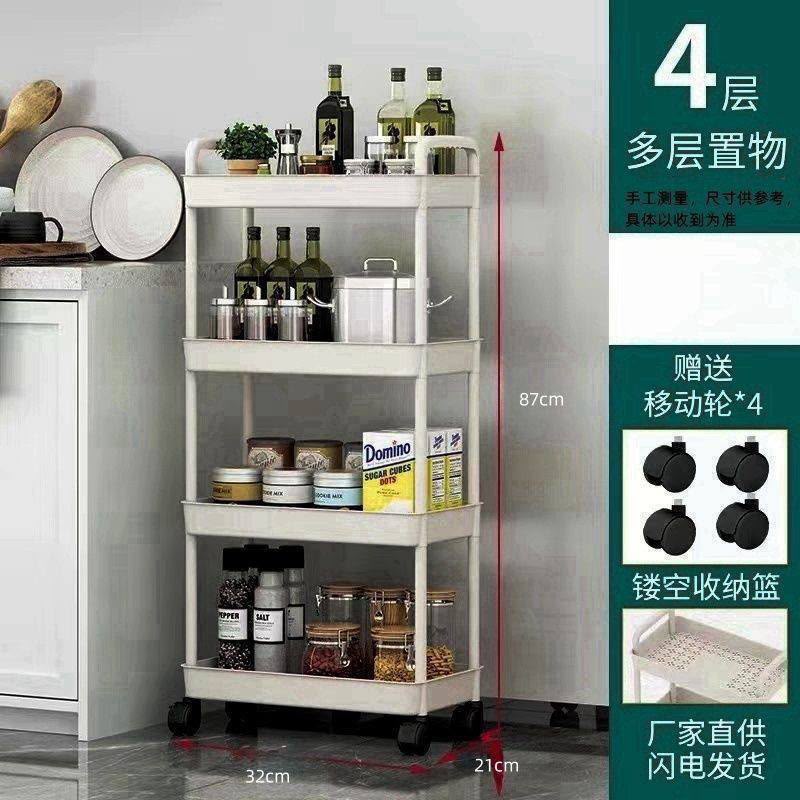 4层
多层置物
手工测量，尺寸供参考，
具体以收到为准
赠送
移动轮*4
镂空收纳篮
厂家直供
闪电发货
87cm
32cm
21cm
Domino
SUGAR CUBES
DOTS
COOKIE MIX
PEPPER
SALT